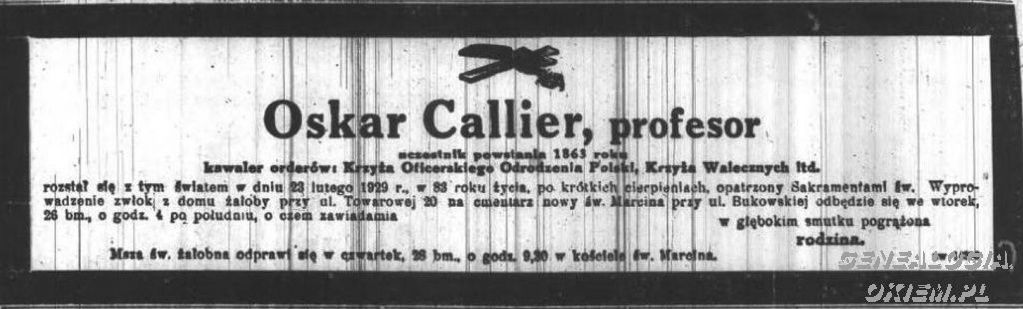 Oskar Callier, profesor
uczestnik powstania 1863 roku
kawaler orderów: Krzyża Oficerskiego Odrodzenia Polski, Krzyża Walecznych itd.
rozstał się z tym światem w dniu 23 lutego 1929 r., w 83 roku życia, po krótkich cierpieniach, opatrzony Sakramentami św. Wypro-
wadzenie zwłok z domu żałoby przy ul. Towarowej 20 na cmentarz nowy św. Marcina przy ul. Bukowskiej odbędzie się we wtorek,
26 bm., o godz. 4 po południu, o czem zawiadamia
w głębokim smutku pogrążona
rodzina.
Msza św. żałobna odprawi się w czwartek, 28 bm., o godz. 9,30 w kościele św. Marcina.
GENEALOGIA
OKIEM.PL